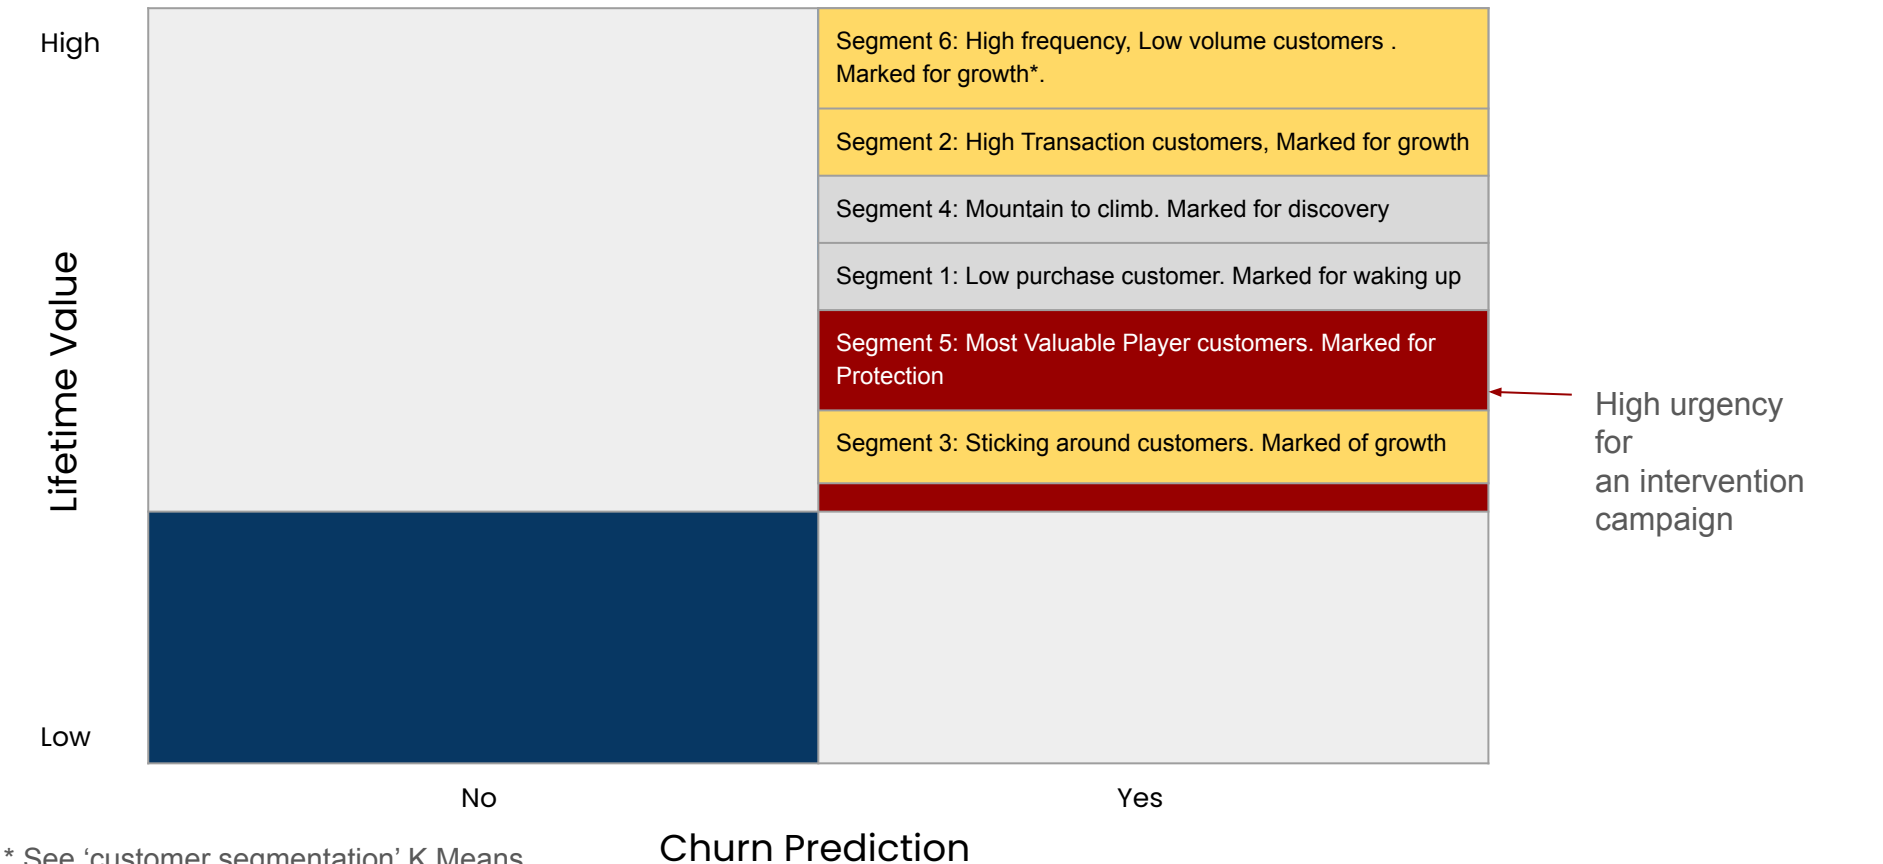 High
Segment 6: High frequency, Low volume customers .
Marked for growth*.
Segment 2: High Transaction customers, Marked for growth
Segment 4: Mountain to climb. Marked for discovery
Segment 1: Low purchase customer. Marked for waking up
Segment 5: Most Valuable Player customers. Marked for
Protection
Segment 3: Sticking around customers. Marked of growth
Lifetime Value
High urgency
for
an intervention
campaign
Low
No
Yes
Churn Prediction
* See ‘customer segmentation’ K Means